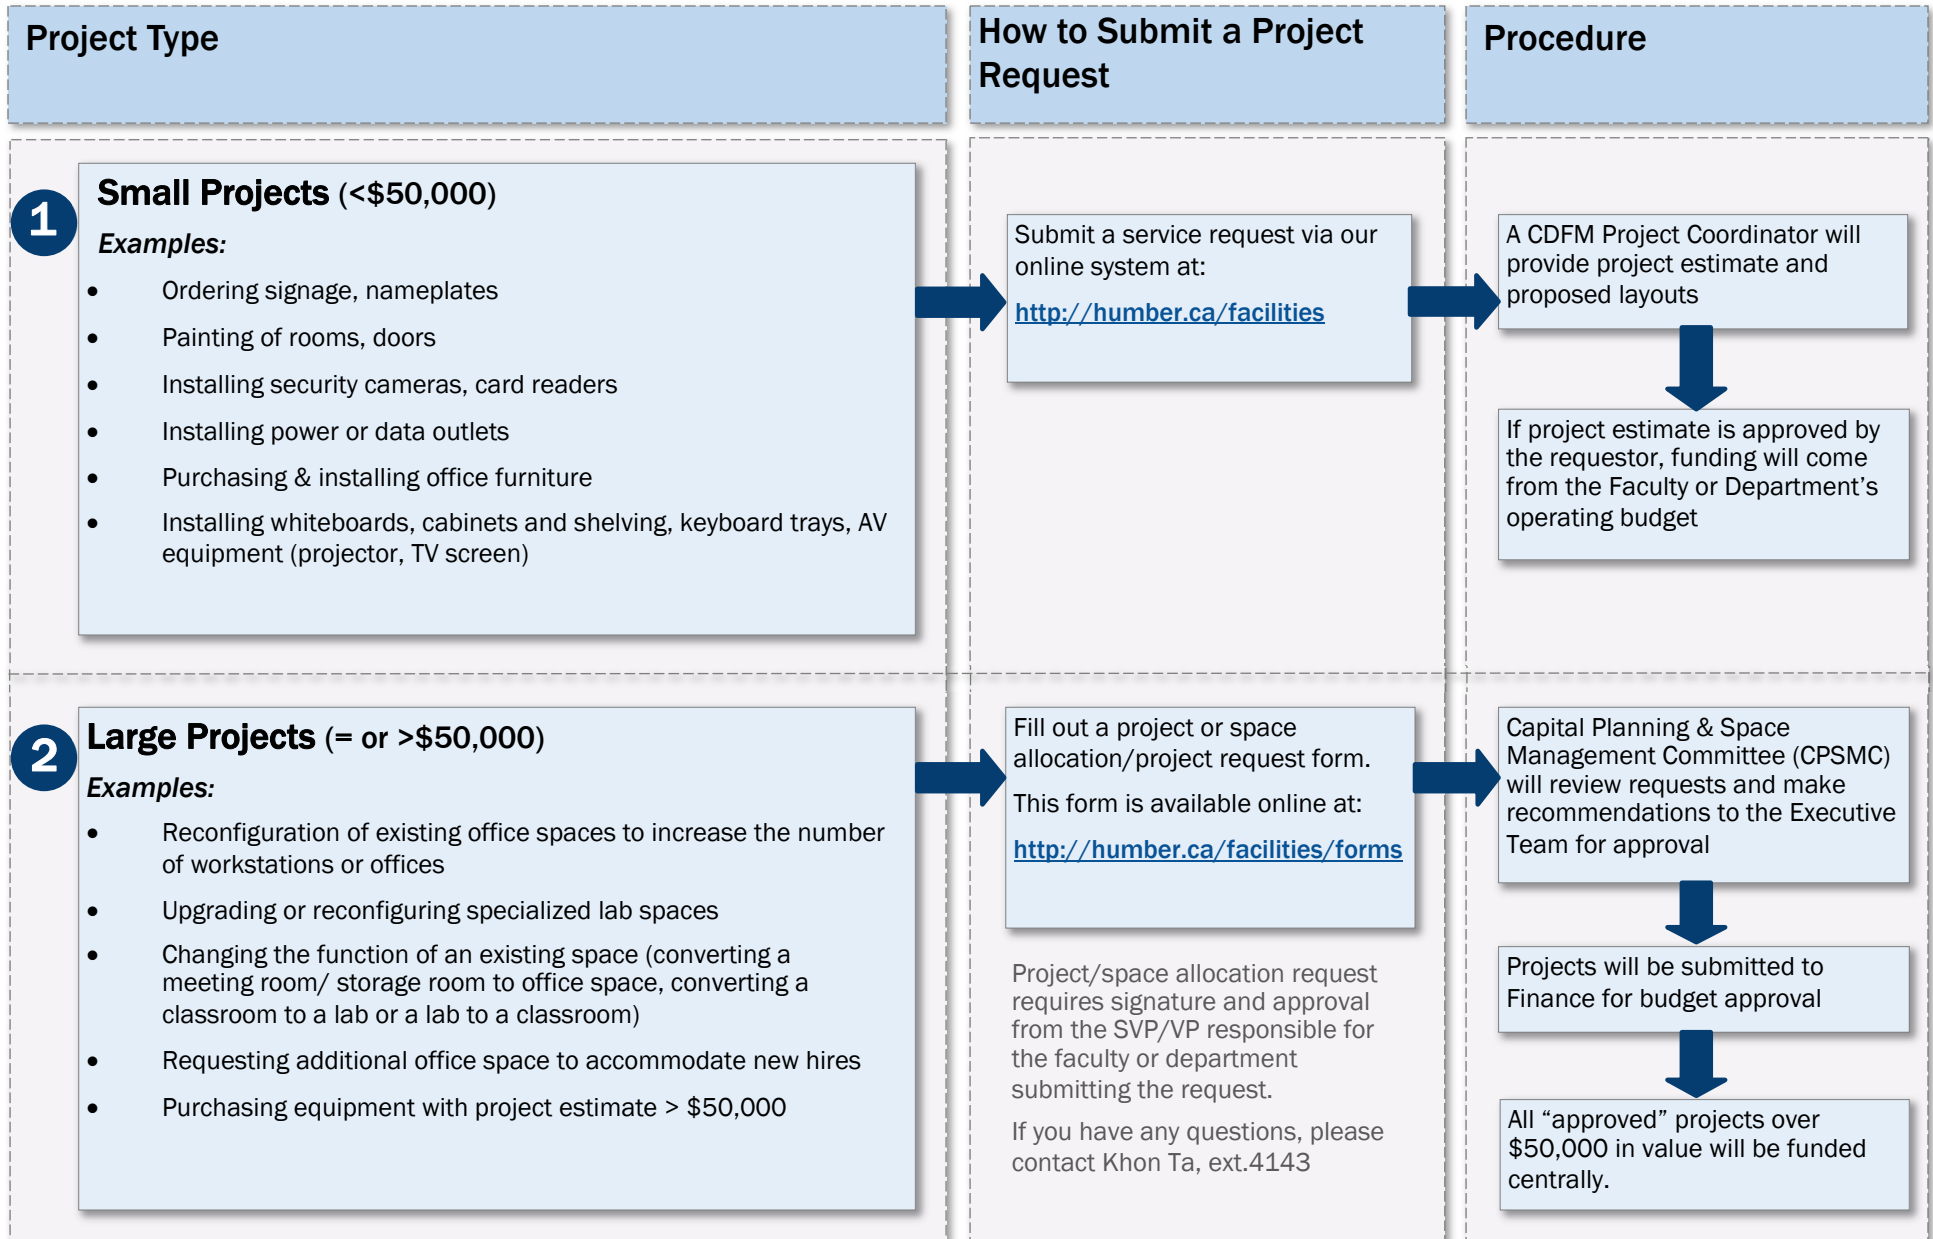 Project Type
How to Submit a Project
Request
Procedure
1
Small Projects (<$50,000)
Examples:
• Ordering signage, nameplates
• Painting of rooms, doors
• Installing security cameras, card readers
• Installing power or data outlets
• Purchasing & installing office furniture
• Installing whiteboards, cabinets and shelving, keyboard trays, AV
equipment (projector, TV screen)
Submit a service request via our
online system at:
http://humber.ca/facilities
A CDFM Project Coordinator will
provide project estimate and
proposed layouts
If project estimate is approved by
the requestor, funding will come
from the Faculty or Department’s
operating budget
2
Large Projects (= or >$50,000)
Examples:
• Reconfiguration of existing office spaces to increase the number
of workstations or offices
• Upgrading or reconfiguring specialized lab spaces
• Changing the function of an existing space (converting a
meeting room/ storage room to office space, converting a
classroom to a lab or a lab to a classroom)
• Requesting additional office space to accommodate new hires
• Purchasing equipment with project estimate > $50,000
Fill out a project or space
allocation/project request form.
This form is available online at:
http://humber.ca/facilities/forms
Project/space allocation request
requires signature and approval
from the SVP/VP responsible for
the faculty or department
submitting the request.
If you have any questions, please
contact Khon Ta, ext.4143
Capital Planning & Space
Management Committee (CPSMC)
will review requests and make
recommendations to the Executive
Team for approval
Projects will be submitted to
Finance for budget approval
All “approved” projects over
$50,000 in value will be funded
centrally.